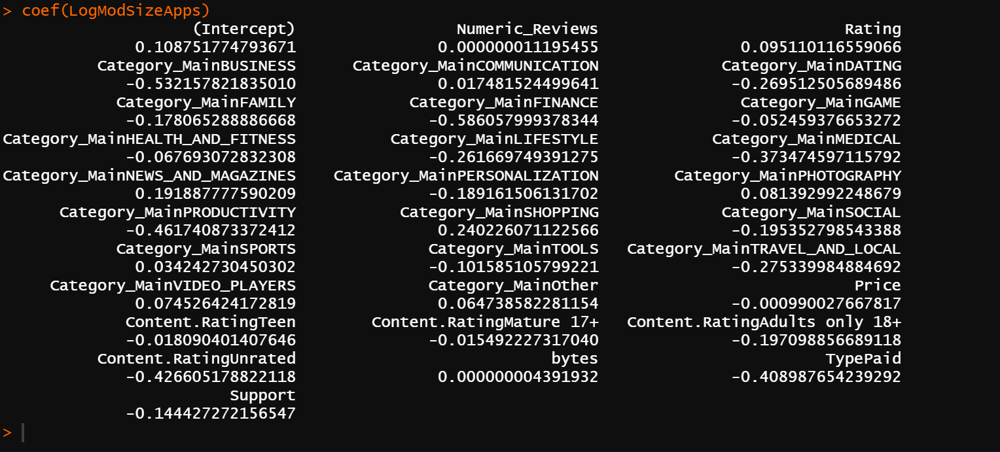 > coef(LogModSizeApps)
(Intercept) Numeric_Reviews Rating
0.108751774793671 0.000000011195455 0.095110116559066
Category_MainBUSINESS Category_MainCOMMUNICATION Category_MainDATING
-0.532157821835010 0.017481524499641 -0.269512505689486
Category_MainFAMILY Category_MainFINANCE Category_MainGAME
-0.178065288886668 -0.586057999378344 -0.052459376653272
Category_MainHEALTH_AND_FITNESS Category_MainLIFESTYLE Category_MainMEDICAL
-0.067693072832308 -0.261669749391275 -0.373474597115792
Category_MainNEWS_AND_MAGAZINES Category_MainPERSONALIZATION Category_MainPHOTOGRAPHY
0.191887777590209 -0.189161506131702 0.081392992248679
Category_MainPRODUCTIVITY Category_MainSHOPPING Category_MainSOCIAL
-0.461740873372412 0.240226071122566 -0.195352798543388
Category_MainSPORTS Category_MainTOOLS Category_MainTRAVEL_AND_LOCAL
0.034242730450302 -0.101585105799221 -0.275339984884692
Category_MainVIDEO_PLAYERS Category_MainOther Price
0.074526424172819 0.064738582281154 -0.000990027667817
Content.RatingTeen Content.RatingMature 17+ Content.RatingAdults only 18+
-0.018090401407646 -0.015492227317040 -0.197098856689118
Content.RatingUnrated bytes TypePaid
-0.426605178822118 0.000000004391932 -0.408987654239292
Support
-0.144427272156547
>